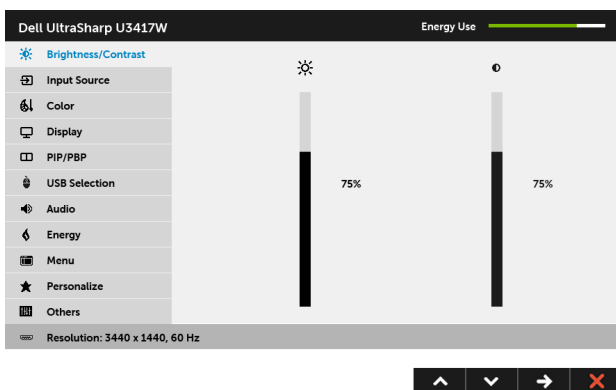 Dell UltraSharp U3417W
Energy Use
Brightness/Contrast
Input Source
Color
Display
PIP/PBP
USB Selection
Audio
Energy
Menu
Personalize
Others
75%
75%
Resolution: 3440 x 1440, 60 Hz